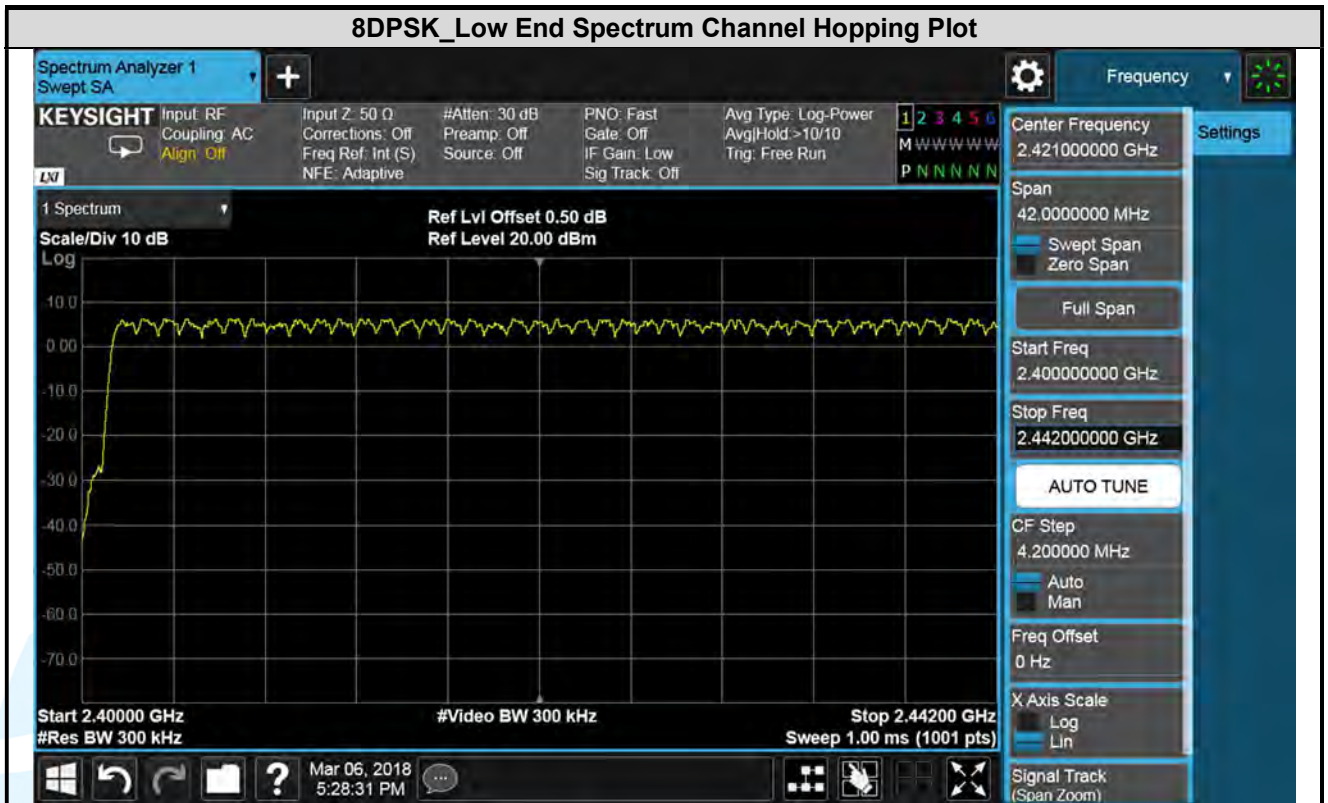 8DPSK_Low End Spectrum Channel Hopping Plot
Spectrum Analyzer 1
Swept SA
+
Frequency
KEYSIGHT
Input: RF
Coupling: AC
Align: Off
Input Z: 50 Ω
Corrections: Off
Freq Ref: Int (S)
NFE: Adaptive
#Atten: 30 dB
Preamp: Off
Source: Off
PNO: Fast
Gate: Off
IF Gain: Low
Sig Track: Off
Avg Type: Log-Power
Avg|Hold:>10/10
Trig: Free Run
1 2 3 4 5 6
M W W W W W
P N N N N N
LXI
1 Spectrum
Scale/Div 10 dB
Log
Ref Lvl Offset 0.50 dB
Ref Level 20.00 dBm
10.0
0.00
-10.0
-20.0
-30.0
-40.0
-50.0
-60.0
-70.0
Start 2.40000 GHz
#Res BW 300 kHz
#Video BW 300 kHz
Stop 2.44200 GHz
Sweep 1.00 ms (1001 pts)
Center Frequency
2.421000000 GHz
Settings
Span
42.0000000 MHz
Swept Span
Zero Span
Full Span
Start Freq
2.400000000 GHz
Stop Freq
2.442000000 GHz
AUTO TUNE
CF Step
4.200000 MHz
Auto
Man
Freq Offset
0 Hz
X Axis Scale
Log
Lin
Signal Track
(Span Zoom)
?
Mar 06, 2018
5:28:31 PM